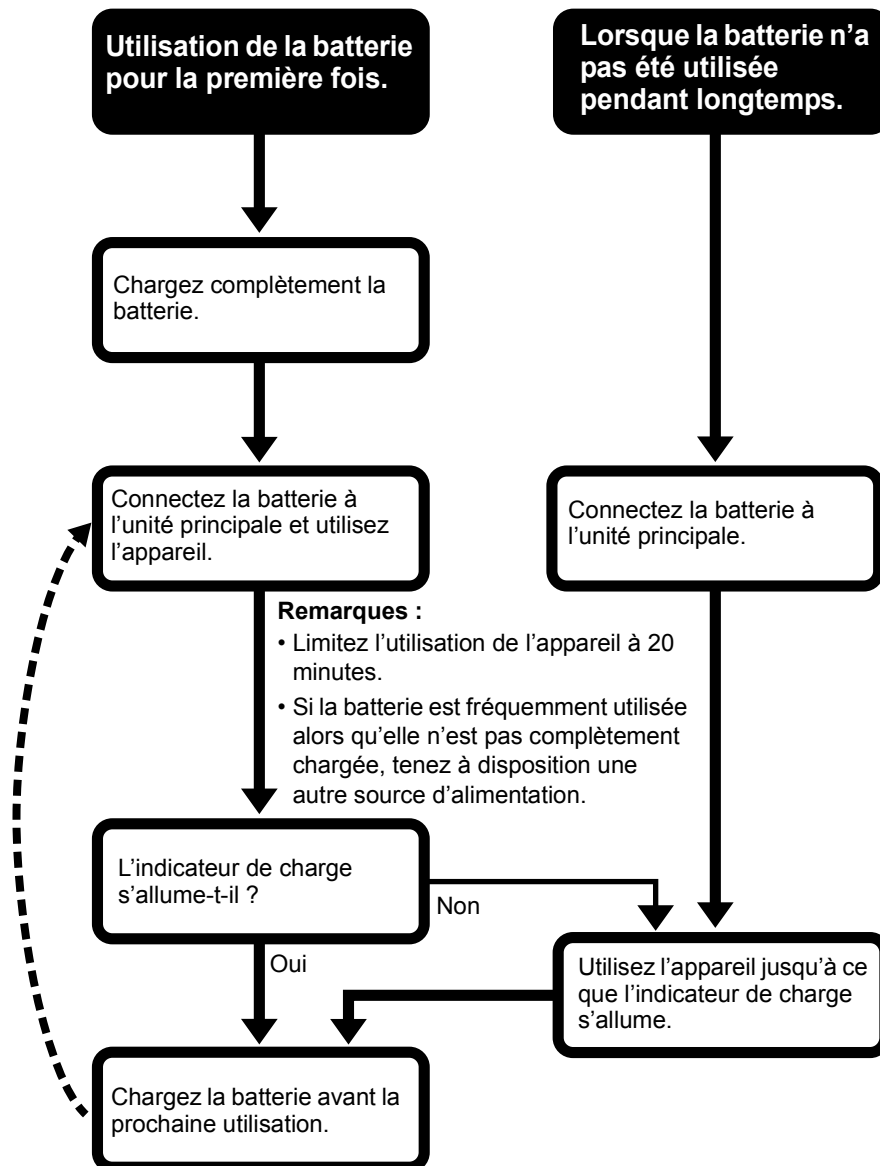 Utilisation de la batterie
pour la première fois.
Lorsque la batterie n'a
pas été utilisée
pendant longtemps.
Chargez complètement la
batterie.
Connectez la batterie à
l’unité principale et utilisez
l’appareil.
Connectez la batterie à
l’unité principale.
Remarques :
• Limitez l’utilisation de l’appareil à 20
minutes.
• Si la batterie est fréquemment utilisée
alors qu’elle n’est pas complètement
chargée, tenez à disposition une
autre source d’alimentation.
L’indicateur de charge
s’allume-t-il ?
Non
Oui
Utilisez l’appareil jusqu’à ce
que l’indicateur de charge
s’allume.
Chargez la batterie avant la
prochaine utilisation.